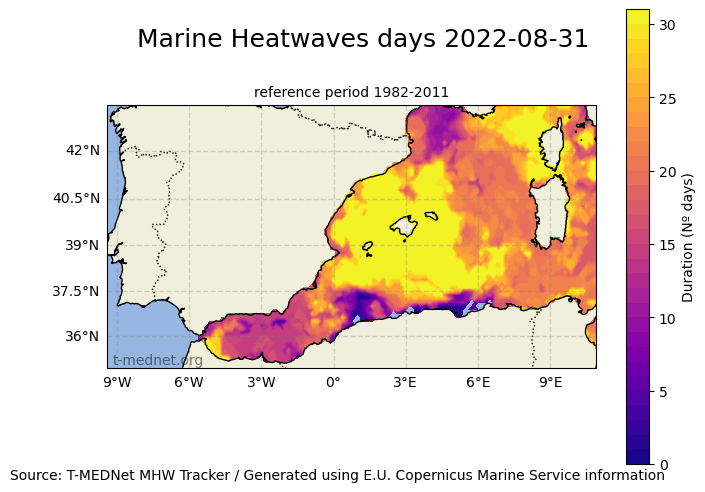 Marine Heatwaves days 2022-08-31
reference period 1982-2011
42°N
40.5°N
39°N
37.5°N
36°N
t-mednet.org
9°W 6°W 3°W 0° 3°E 6°E 9°E
30
25
20
15
10
5
0
Duration (Nº days)
Source: T-MEDNet MHW Tracker / Generated using E.U. Copernicus Marine Service information